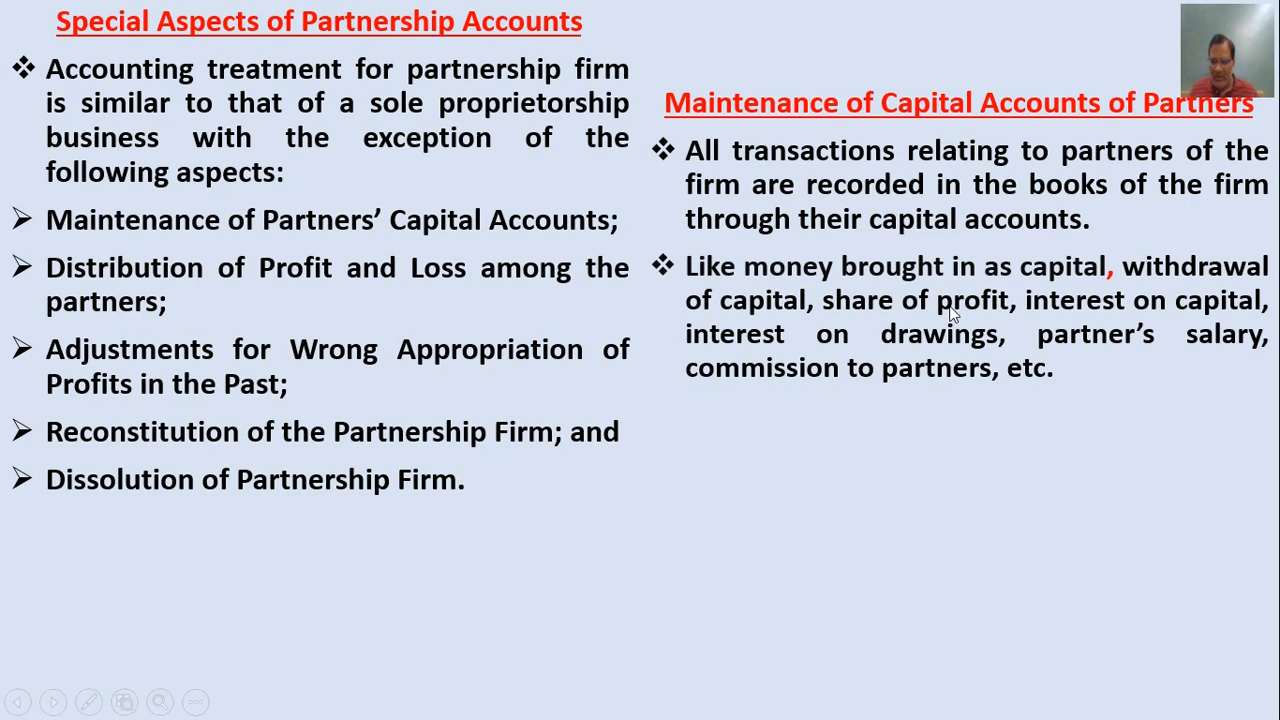 Special Aspects of Partnership Accounts
❖ Accounting treatment for partnership firm
is similar to that of a sole proprietorship
business with the exception of the
following aspects:
➢ Maintenance of Partners’ Capital Accounts;
➢ Distribution of Profit and Loss among the
partners;
➢ Adjustments for Wrong Appropriation of
Profits in the Past;
➢ Reconstitution of the Partnership Firm; and
➢ Dissolution of Partnership Firm.
Maintenance of Capital Accounts of Partners
❖ All transactions relating to partners of the
firm are recorded in the books of the firm
through their capital accounts.
❖ Like money brought in as capital, withdrawal
of capital, share of profit, interest on capital,
interest on drawings, partner’s salary,
commission to partners, etc.